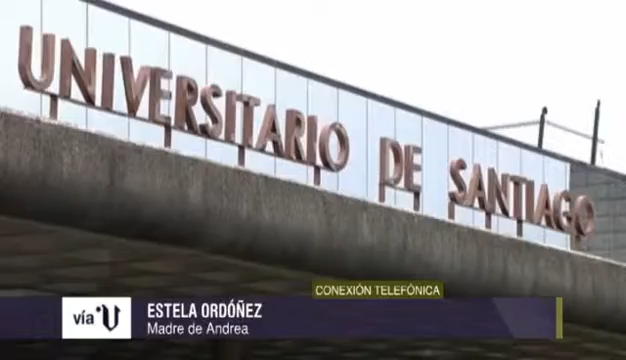 UNIVERSITARIO DE SANTIAGO
CONEXIÓN TELEFÓNICA
vía U
ESTELA ORDÓÑEZ
Madre de Andrea